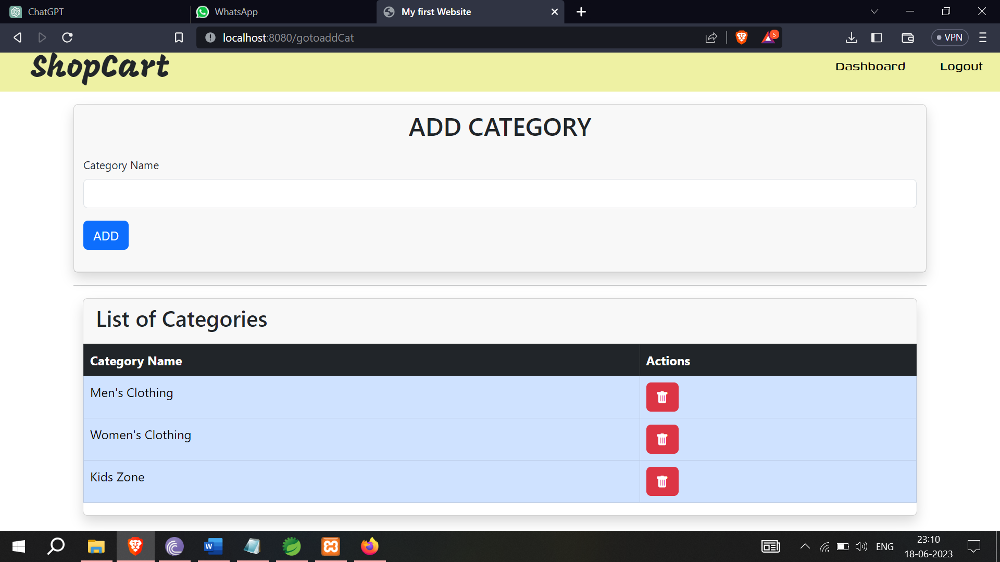 ChatGPT
WhatsApp
My first Website
localhost:8080/gotoaddCat
5
VPN
ShopCart
Dashboard
Logout
ADD CATEGORY
Category Name
ADD
List of Categories
Category Name
Actions
Men's Clothing
Women's Clothing
Kids Zone
W
ENG
23:10
18-06-2023